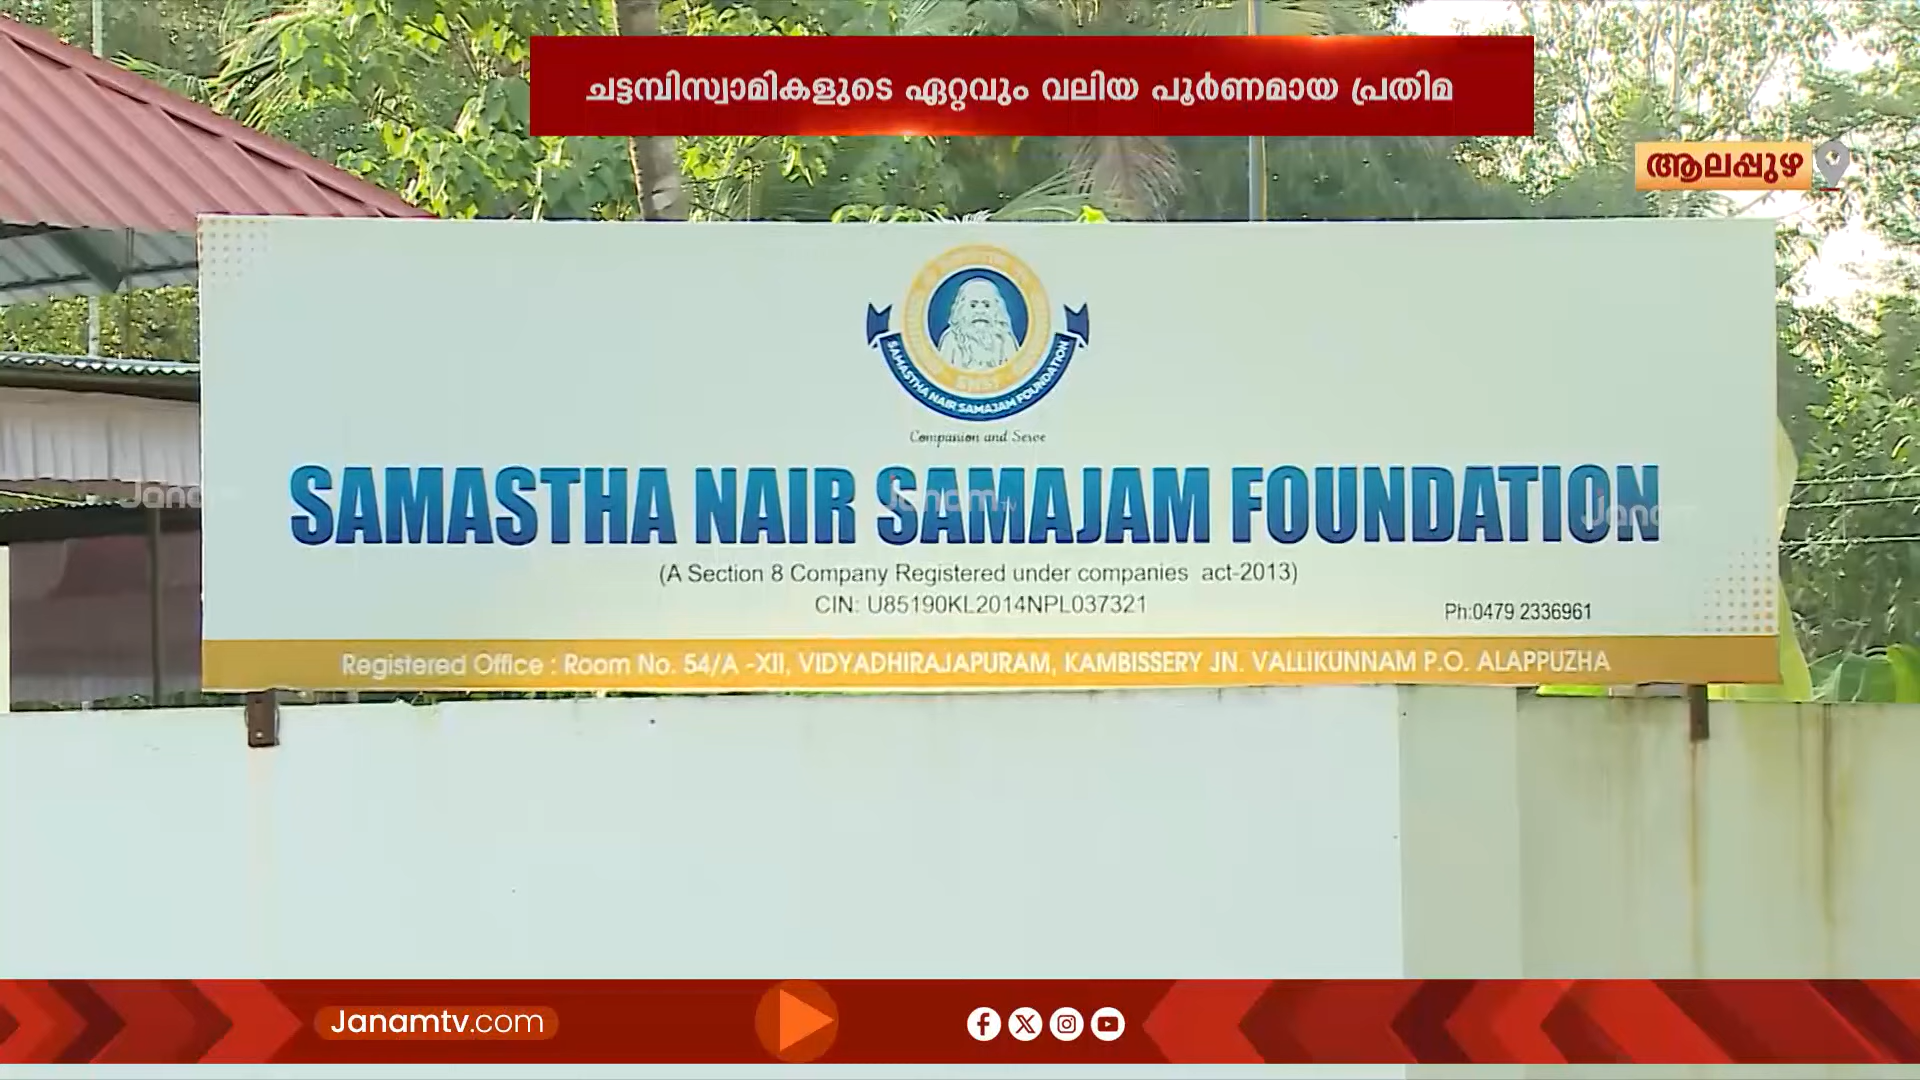 ചട്ടമ്പിസ്വാമികളുടെ ഏറ്റവും വലിയ പൂർണമായ പ്രതിമ
ആലപ്പുഴ
SAMASTHA NAIR SAMAJAM FOUNDATION
Companion and Serve
SAMASTHA NAIR SAMAJAM FOUNDATION
(A Section 8 Company Registered under companies act-2013)
CIN: U85190KL2014NPL037321
Ph:0479 2336961
Registered Office : Room No. 54/A -XII, VIDYADHIRAJAPURAM, KAMBISSERY JN. VALLIKUNNAM P.O. ALAPPUZHA
Janam tv
Janamtv.com